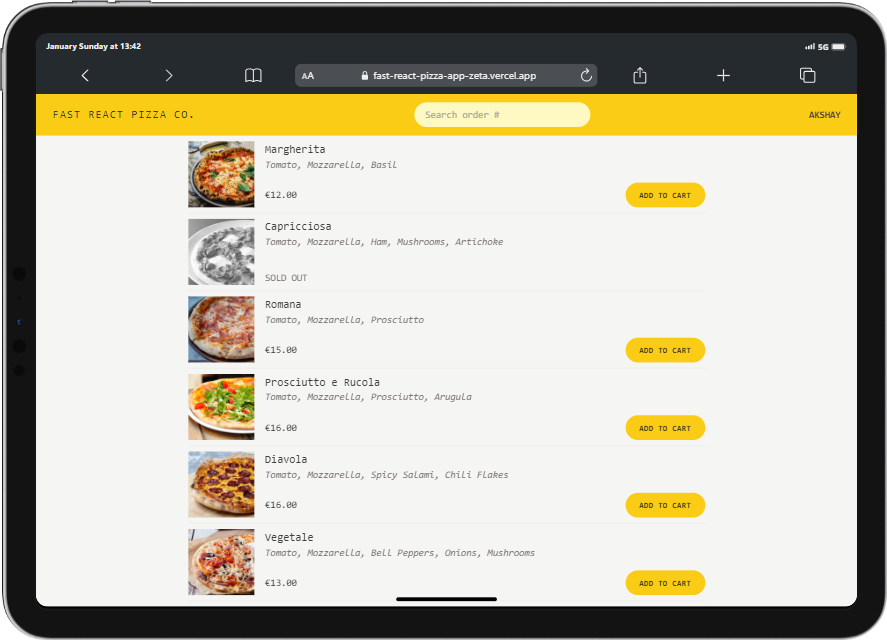 January Sunday at 13:42
5G
AA
fast-react-pizza-app-zeta.vercel.app
FAST REACT PIZZA CO.
Search order #
AKSHAY
Margherita
Tomato, Mozzarella, Basil
€12.00
ADD TO CART
Capricciosa
Tomato, Mozzarella, Ham, Mushrooms, Artichoke
SOLD OUT
Romana
Tomato, Mozzarella, Prosciutto
€15.00
ADD TO CART
Prosciutto e Rucola
Tomato, Mozzarella, Prosciutto, Arugula
€16.00
ADD TO CART
Diavola
Tomato, Mozzarella, Spicy Salami, Chili Flakes
€16.00
ADD TO CART
Vegetale
Tomato, Mozzarella, Bell Peppers, Onions, Mushrooms
€13.00
ADD TO CART